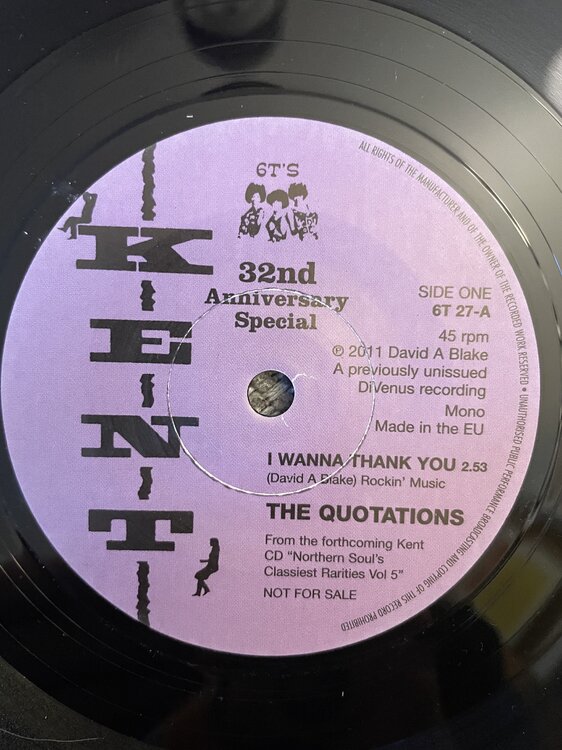 KENT
6T'S
32nd
Anniversary
Special
SIDE ONE
6T 27-A
45 rpm
℗ 2011 David A Blake
A previously unissued
DiVenus recording
Mono
Made in the EU
I WANNA THANK YOU 2.53
(David A Blake) Rockin' Music
THE QUOTATIONS
From the forthcoming Kent
CD "Northern Soul's
Classiest Rarities Vol 5"
NOT FOR SALE
ALL RIGHTS OF THE MANUFACTURER AND OF THE OWNER OF THE RECORDED WORK RESERVED • UNAUTHORISED PUBLIC PERFORMANCE BROADCASTING AND COPYING OF THIS RECORD PROHIBITED